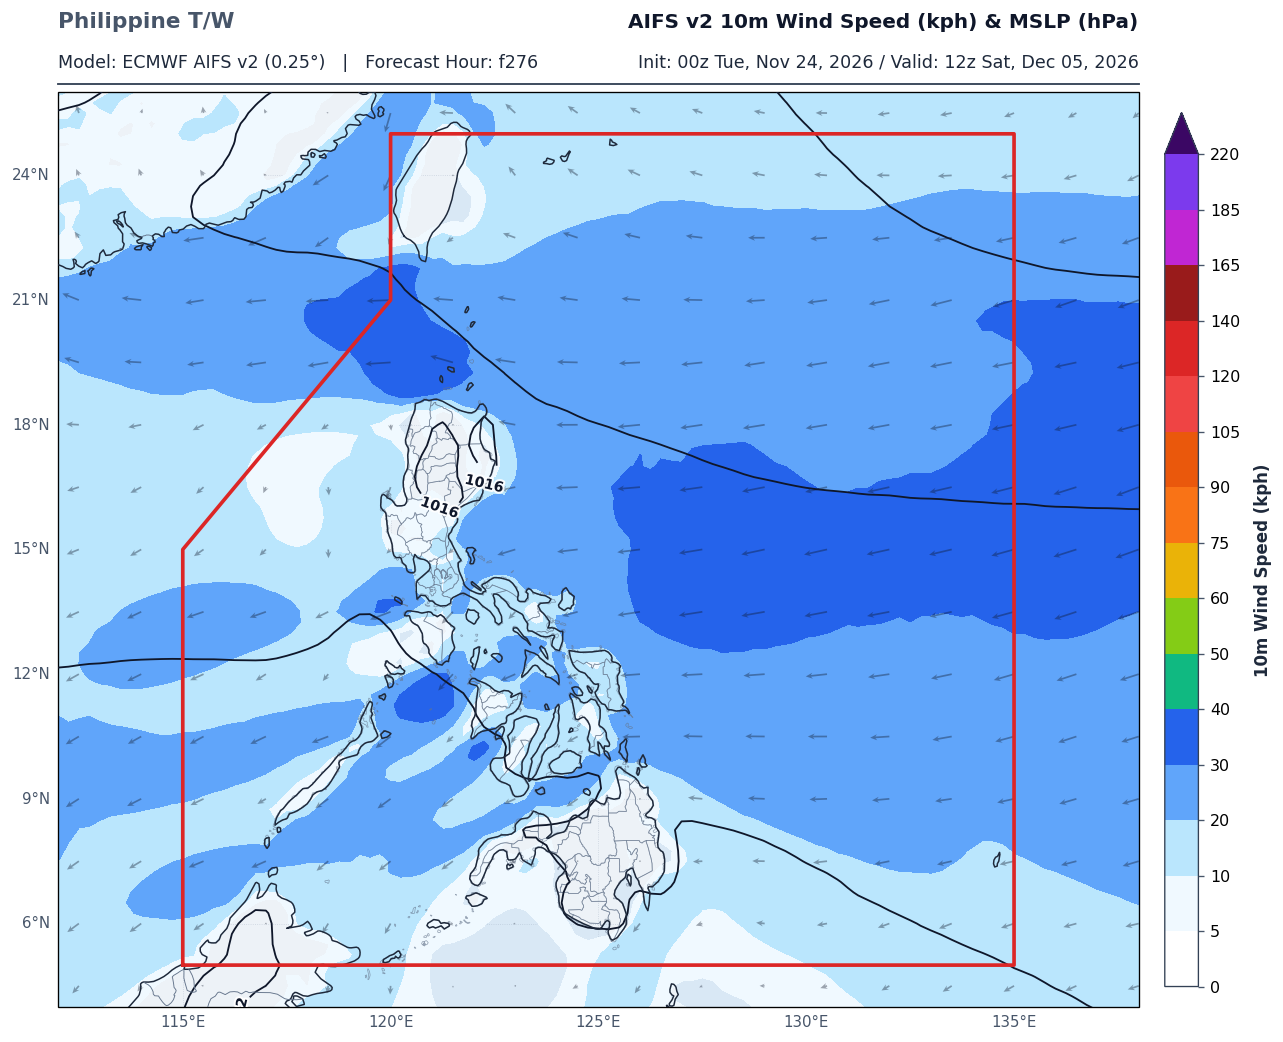 Philippine T/W
AIFS v2 10m Wind Speed (kph) & MSLP (hPa)
Model: ECMWF AIFS v2 (0.25°) | Forecast Hour: f276
Init: 00z Tue, Nov 24, 2026 / Valid: 12z Sat, Dec 05, 2026
24°N
21°N
18°N
15°N
12°N
9°N
6°N
115°E
120°E
125°E
130°E
135°E
1016
1016
2
220
185
165
140
120
105
90
75
60
50
40
30
20
10
5
0
10m Wind Speed (kph)